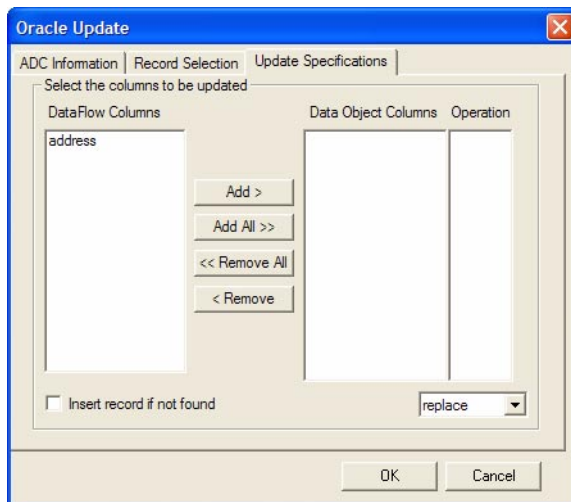 Oracle Update
ADC Information Record Selection Update Specifications
Select the columns to be updated
DataFlow Columns Data Object Columns Operation
address
Add >
Add All >>
<< Remove All
< Remove
Insert record if not found replace
OK Cancel